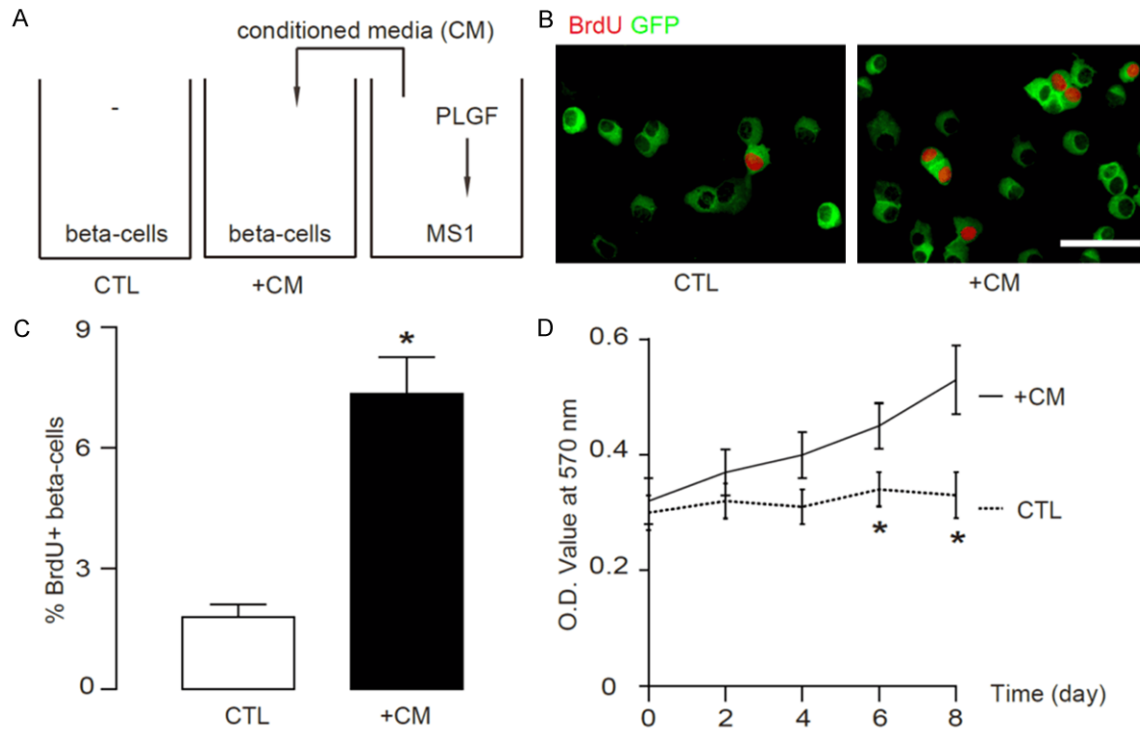 A
conditioned media (CM)
-
PLGF
beta-cells
beta-cells
MS1
CTL
+CM
B
BrdU GFP
CTL
+CM
C
% BrdU+ beta-cells
9
6
3
0
*
CTL
+CM
D
O.D. Value at 570 nm
0.6
0.4
0.2
0
+CM
CTL
*
*
0
2
4
6
8
Time (day)